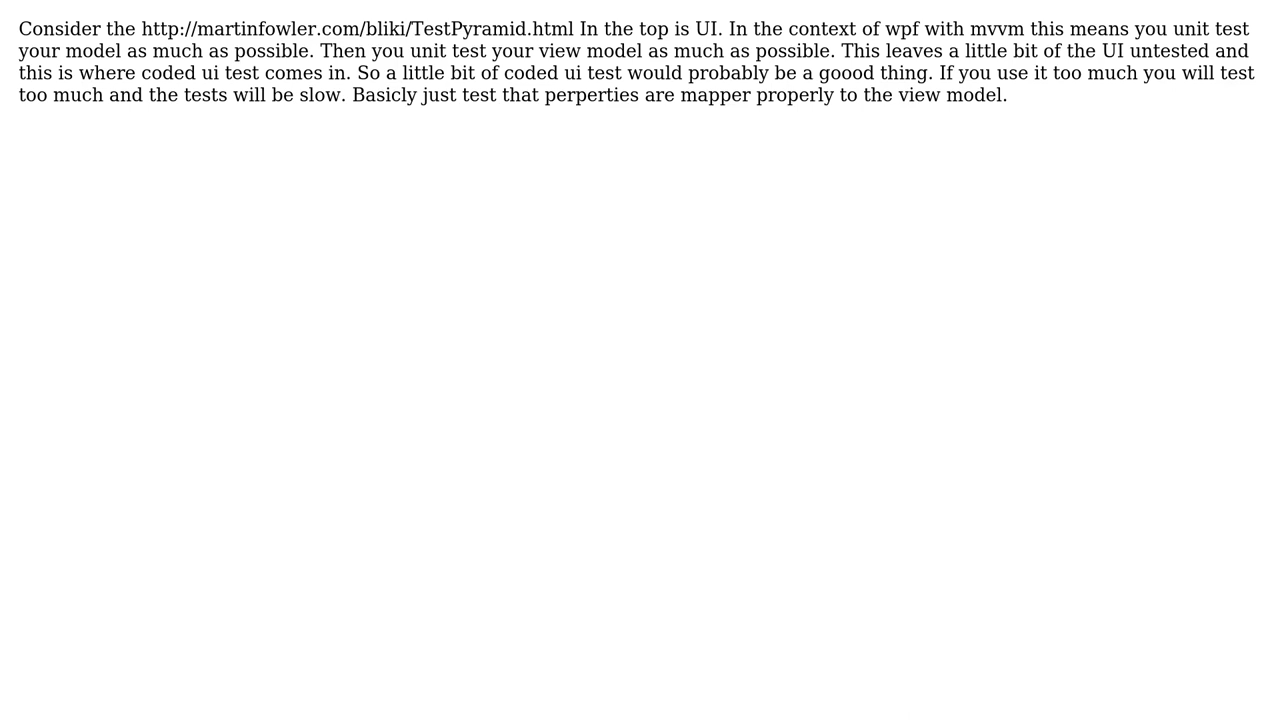 Consider the http://martinfowler.com/bliki/TestPyramid.html In the top is UI. In the context of wpf with mvvm this means you unit test
your model as much as possible. Then you unit test your view model as much as possible. This leaves a little bit of the UI untested and
this is where coded ui test comes in. So a little bit of coded ui test would probably be a goood thing. If you use it too much you will test
too much and the tests will be slow. Basicly just test that perperties are mapper properly to the view model.